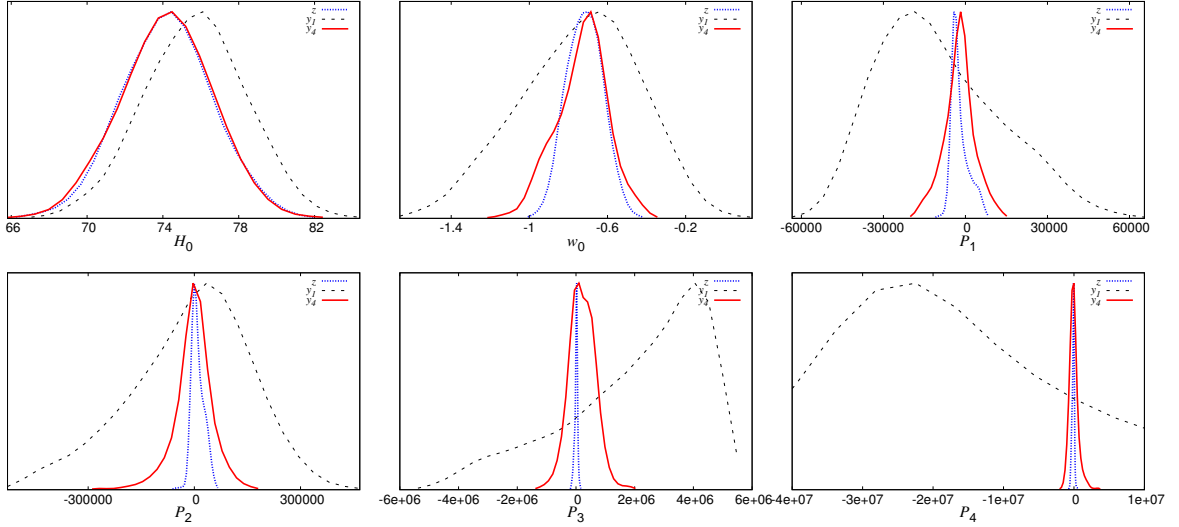 z
y₁
y₄
66 70 74 78 82
H₀
z
y₁
y₄
-1.4 -1 -0.6 -0.2
w₀
z
y₁
y₄
-60000 -30000 0 30000 60000
P₁
z
y₁
y₄
-300000 0 300000
P₂
z
y₁
y₄
-6e+06 -4e+06 -2e+06 0 2e+06 4e+06 6e+06
P₃
z
y₁
y₄
-4e+07 -3e+07 -2e+07 -1e+07 0 1e+07
P₄